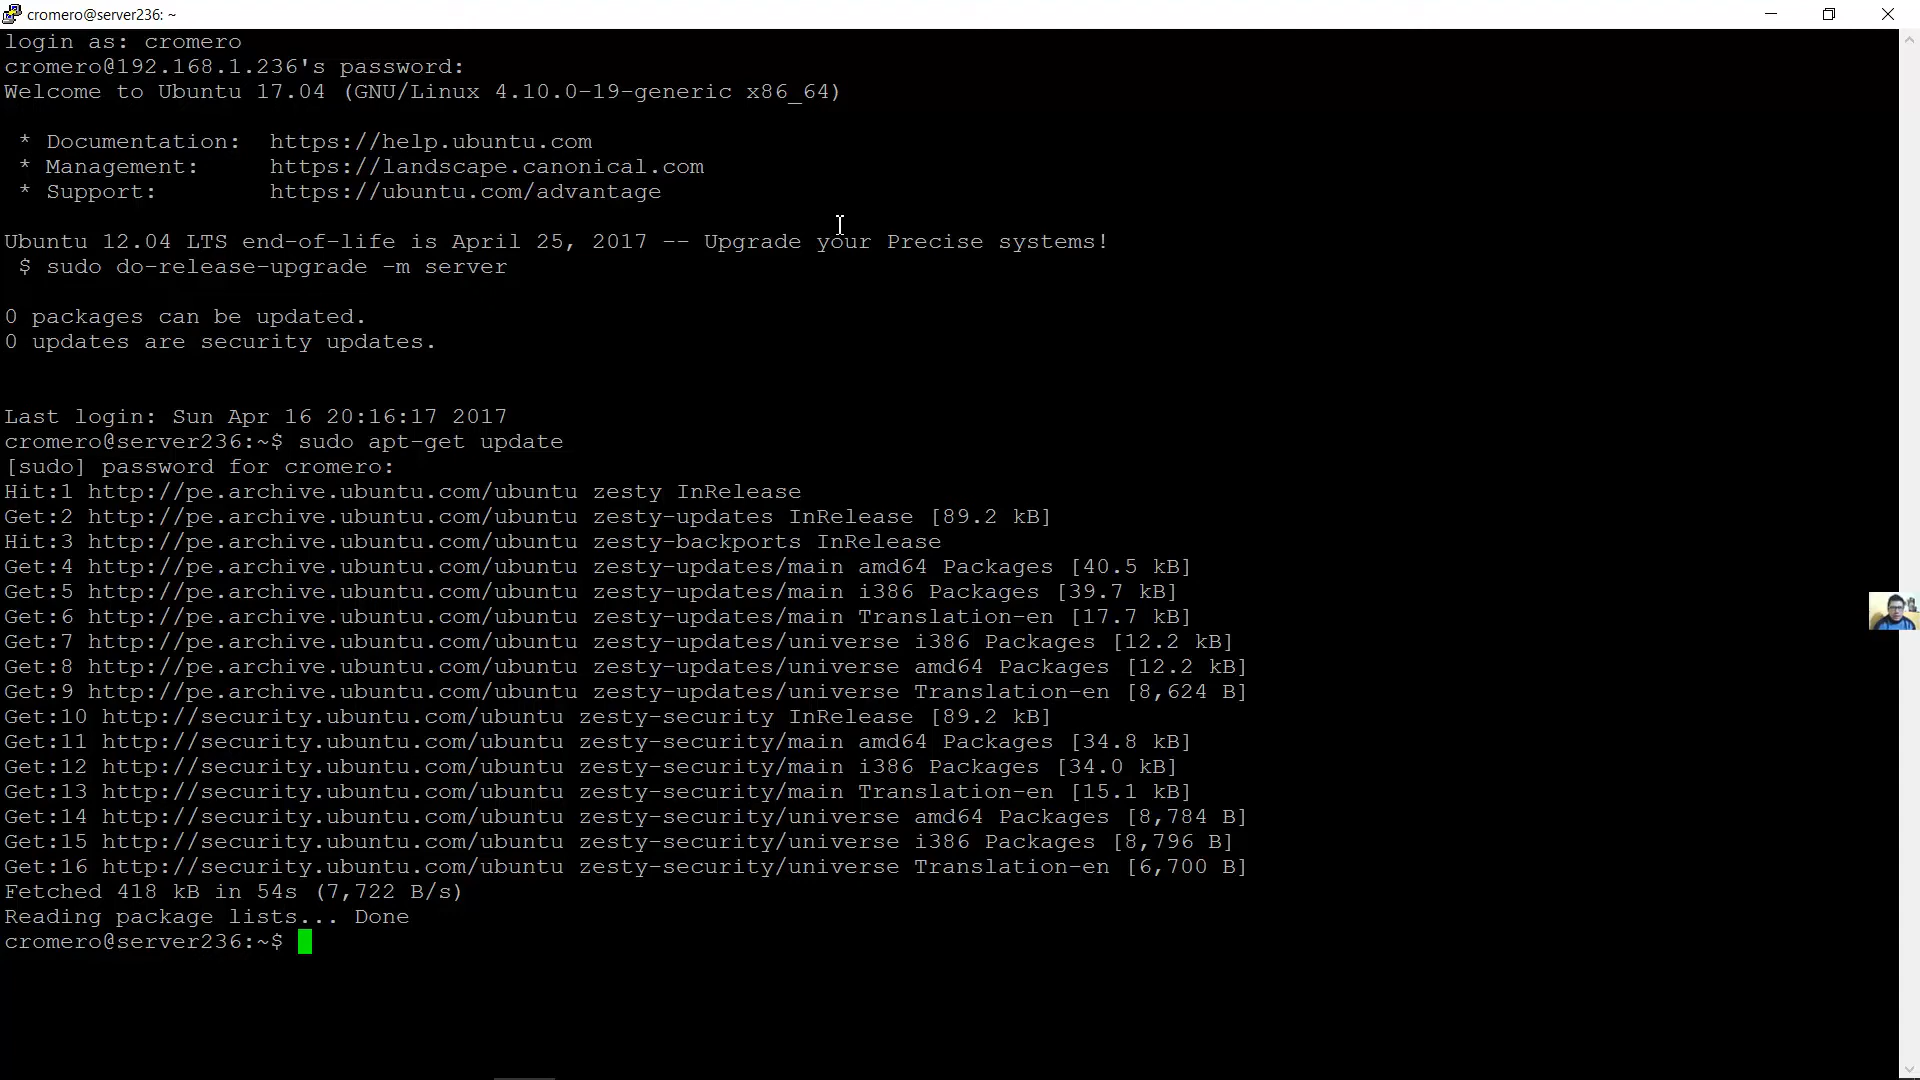 cromero@server236: ~
login as: cromero
cromero@192.168.1.236's password:
Welcome to Ubuntu 17.04 (GNU/Linux 4.10.0-19-generic x86_64)
* Documentation:  https://help.ubuntu.com
* Management:     https://landscape.canonical.com
* Support:        https://ubuntu.com/advantage
Ubuntu 12.04 LTS end-of-life is April 25, 2017 -- Upgrade your Precise systems!
$ sudo do-release-upgrade -m server
0 packages can be updated.
0 updates are security updates.
Last login: Sun Apr 16 20:16:17 2017
cromero@server236:~$ sudo apt-get update
[sudo] password for cromero:
Hit:1 http://pe.archive.ubuntu.com/ubuntu zesty InRelease
Get:2 http://pe.archive.ubuntu.com/ubuntu zesty-updates InRelease [89.2 kB]
Hit:3 http://pe.archive.ubuntu.com/ubuntu zesty-backports InRelease
Get:4 http://pe.archive.ubuntu.com/ubuntu zesty-updates/main amd64 Packages [40.5 kB]
Get:5 http://pe.archive.ubuntu.com/ubuntu zesty-updates/main i386 Packages [39.7 kB]
Get:6 http://pe.archive.ubuntu.com/ubuntu zesty-updates/main Translation-en [17.7 kB]
Get:7 http://pe.archive.ubuntu.com/ubuntu zesty-updates/universe i386 Packages [12.2 kB]
Get:8 http://pe.archive.ubuntu.com/ubuntu zesty-updates/universe amd64 Packages [12.2 kB]
Get:9 http://pe.archive.ubuntu.com/ubuntu zesty-updates/universe Translation-en [8,624 B]
Get:10 http://security.ubuntu.com/ubuntu zesty-security InRelease [89.2 kB]
Get:11 http://security.ubuntu.com/ubuntu zesty-security/main amd64 Packages [34.8 kB]
Get:12 http://security.ubuntu.com/ubuntu zesty-security/main i386 Packages [34.0 kB]
Get:13 http://security.ubuntu.com/ubuntu zesty-security/main Translation-en [15.1 kB]
Get:14 http://security.ubuntu.com/ubuntu zesty-security/universe amd64 Packages [8,784 B]
Get:15 http://security.ubuntu.com/ubuntu zesty-security/universe i386 Packages [8,796 B]
Get:16 http://security.ubuntu.com/ubuntu zesty-security/universe Translation-en [6,700 B]
Fetched 418 kB in 54s (7,722 B/s)
Reading package lists... Done
cromero@server236:~$